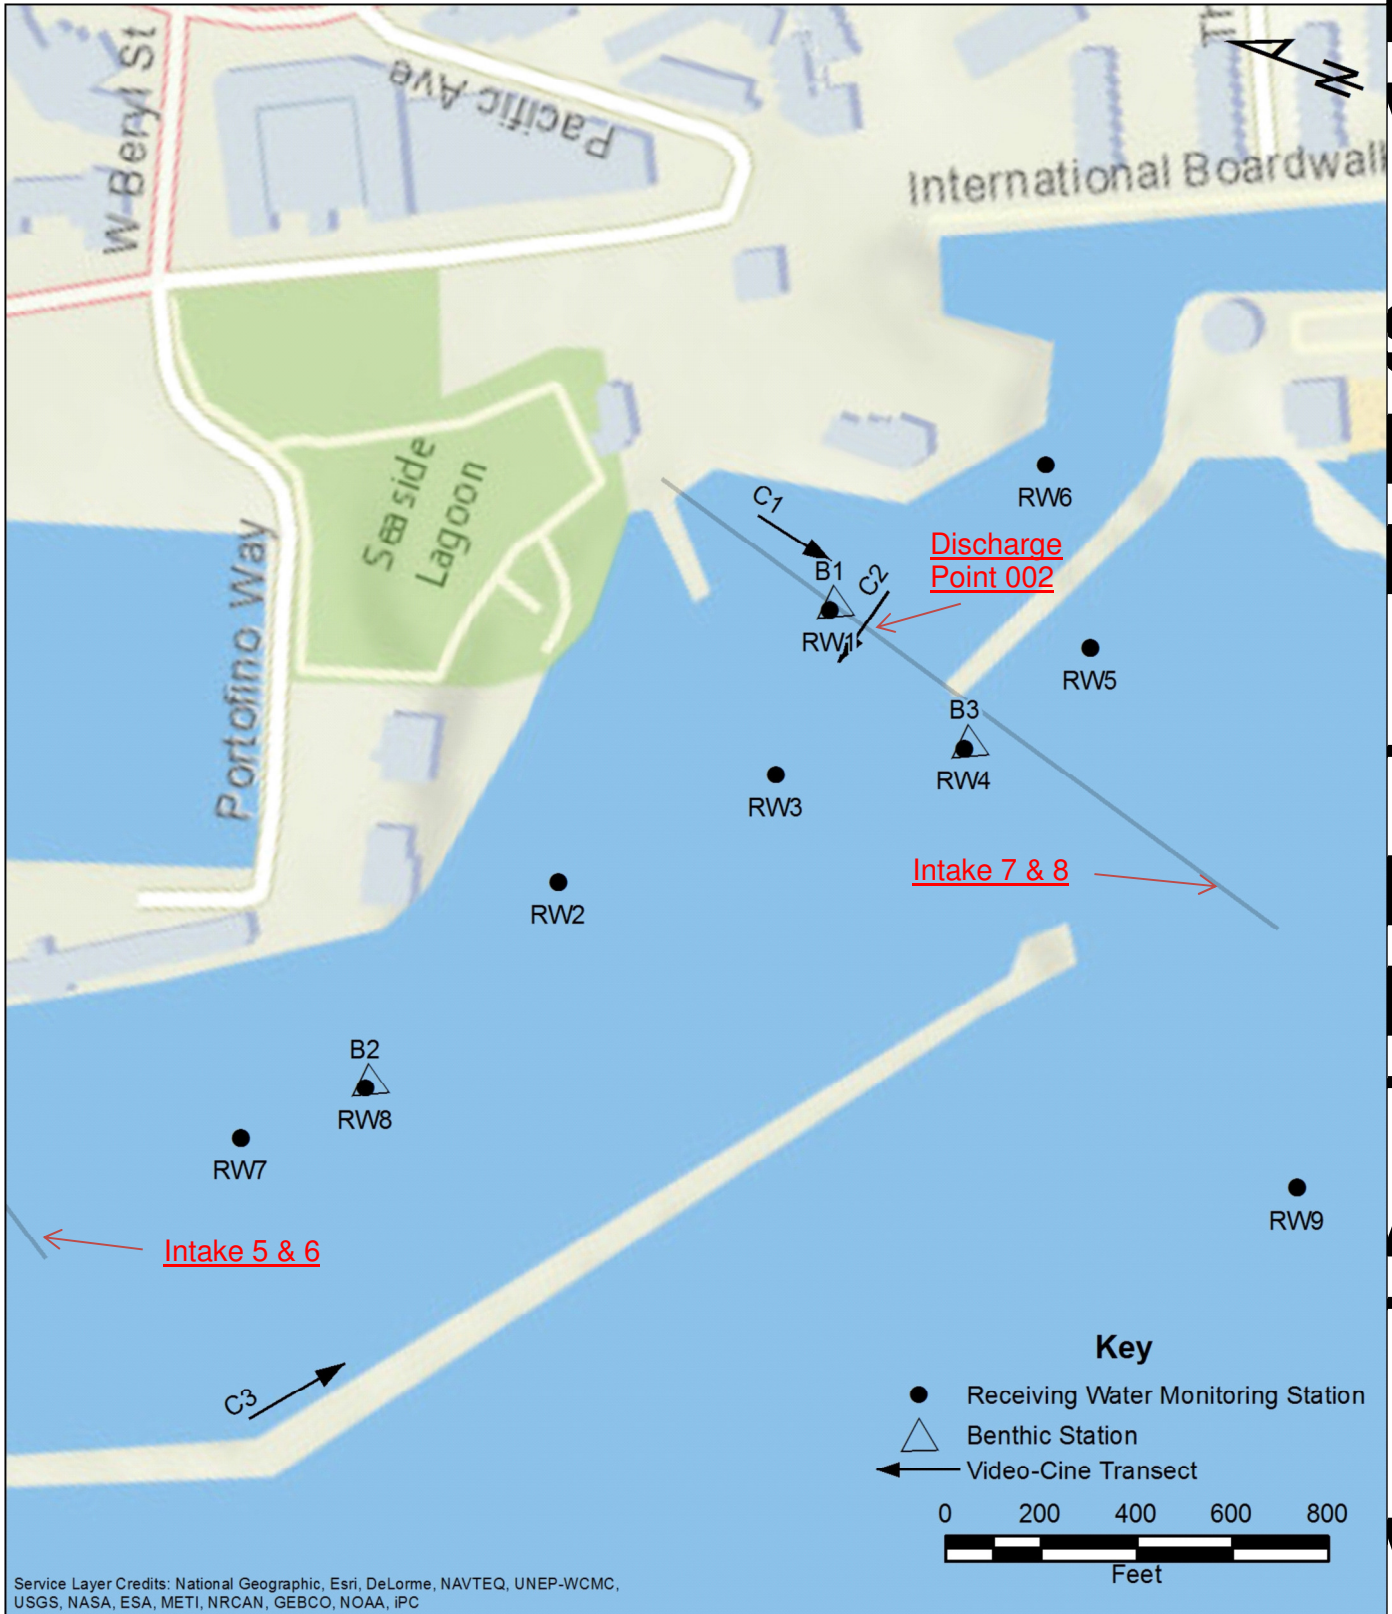 W Beryl St
Pacific Ave
Th
N
International Boardwalk
Seaside
Lagoon
Portofino Way
C1
RW6
Discharge
Point 002
B1
C2
RW1
RW5
B3
RW4
RW3
Intake 7 & 8
RW2
B2
RW8
RW7
RW9
Intake 5 & 6
C3
Key
Receiving Water Monitoring Station
Benthic Station
Video-Cine Transect
0 200 400 600 800
Feet
Service Layer Credits: National Geographic, Esri, DeLorme, NAVTEQ, UNEP-WCMC,
USGS, NASA, ESA, METI, NRCAN, GEBCO, NOAA, iPC